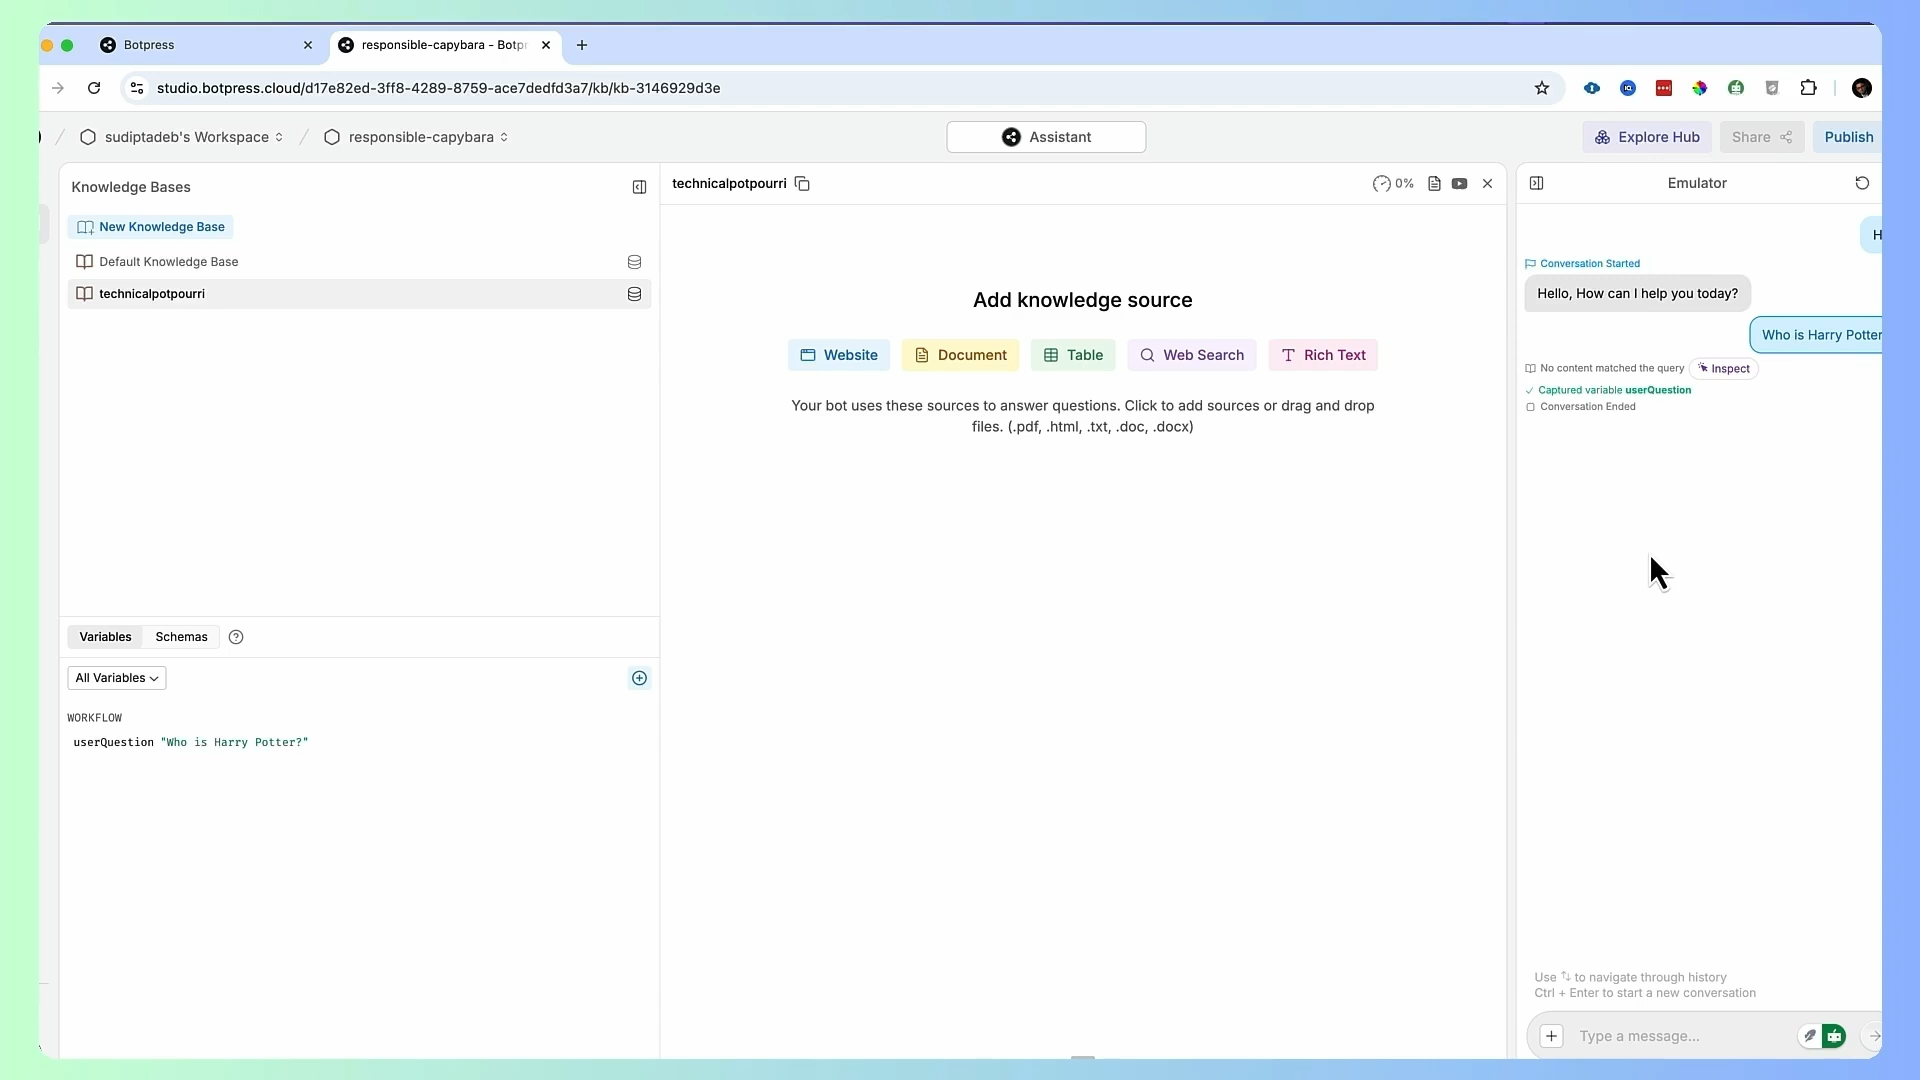 Botpress
responsible-capybara - Botpr
studio.botpress.cloud/d17e82ed-3ff8-4289-8759-ace7dedfd3a7/kb/kb-3146929d3e
sudiptadeb's Workspace
responsible-capybara
Assistant
Explore Hub
Share
Publish
Knowledge Bases
New Knowledge Base
Default Knowledge Base
technicalpotpourri
technicalpotpourri
0%
Add knowledge source
Website
Document
Table
Web Search
Rich Text
Your bot uses these sources to answer questions. Click to add sources or drag and drop
files. (.pdf, .html, .txt, .doc, .docx)
Variables
Schemas
All Variables
WORKFLOW
userQuestion "Who is Harry Potter?"
Emulator
H
Conversation Started
Hello, How can I help you today?
Who is Harry Potter
No content matched the query
Inspect
Captured variable userQuestion
Conversation Ended
Use ↑↓ to navigate through history
Ctrl + Enter to start a new conversation
Type a message...